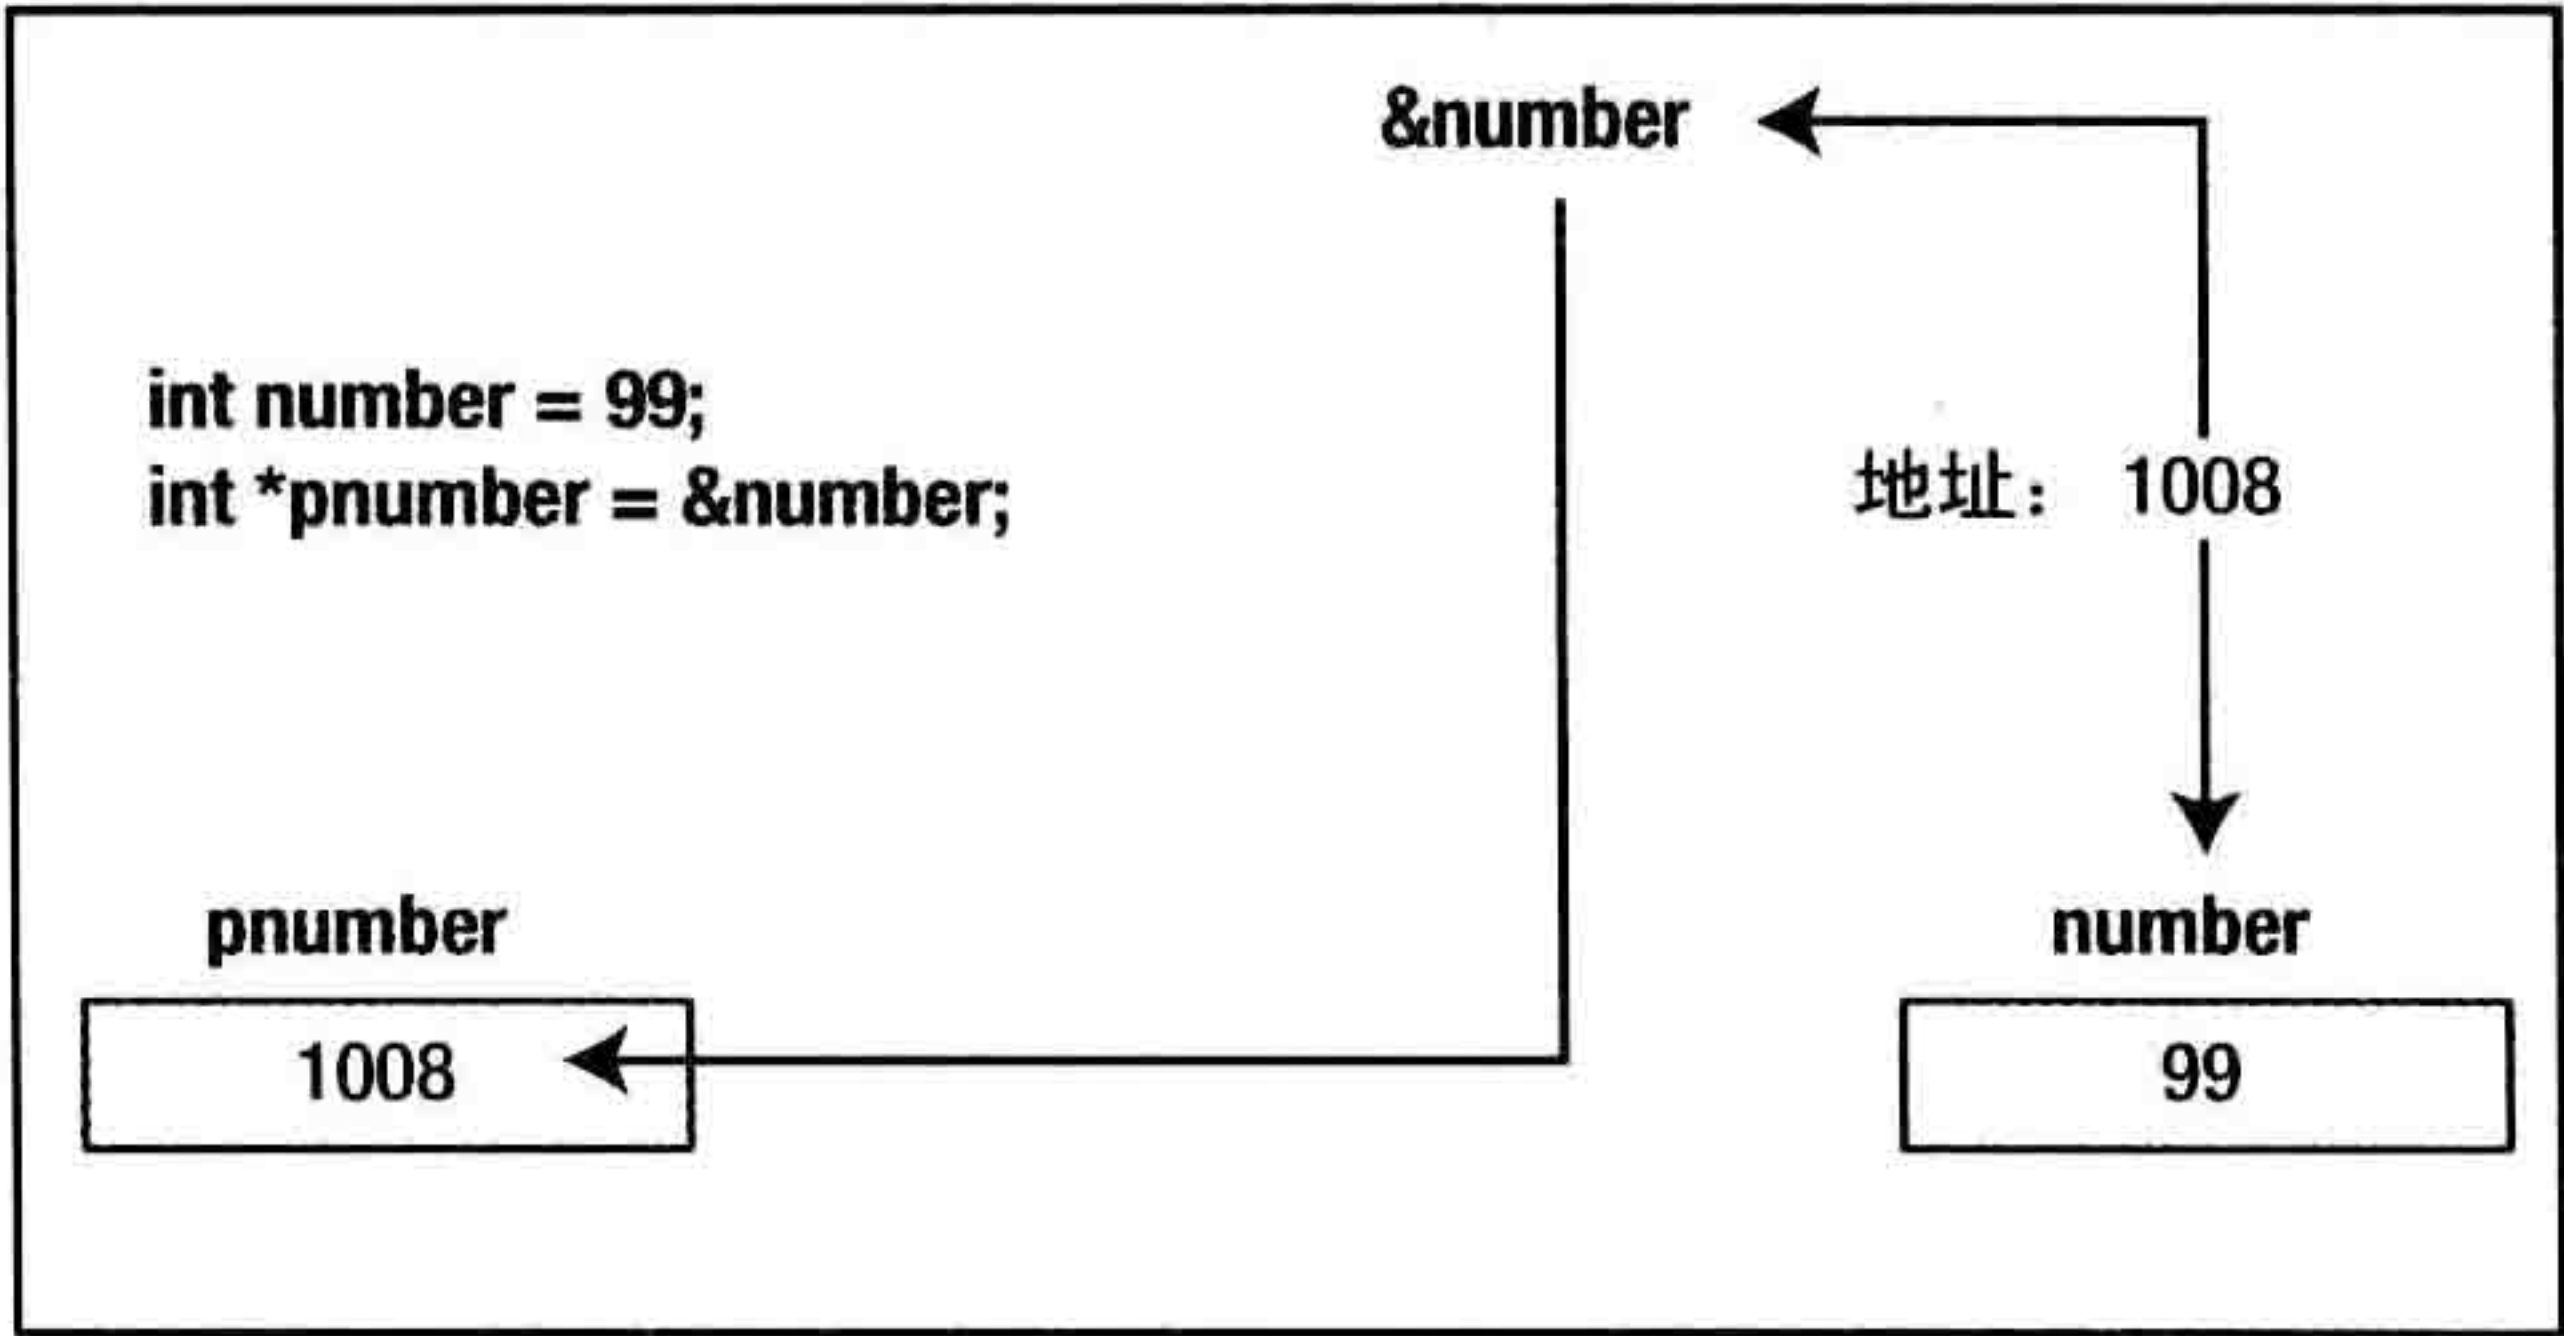 &number
int number = 99;
int *pnumber = &number;
地址： 1008
pnumber
number
1008
99